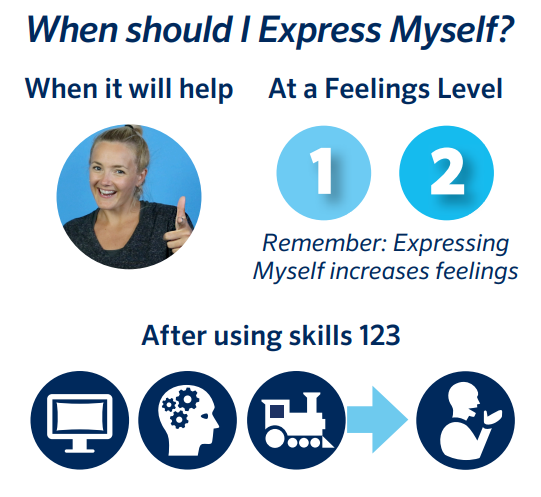 When should I Express Myself?
When it will help
At a Feelings Level
1 2
Remember: Expressing
Myself increases feelings
After using skills 123